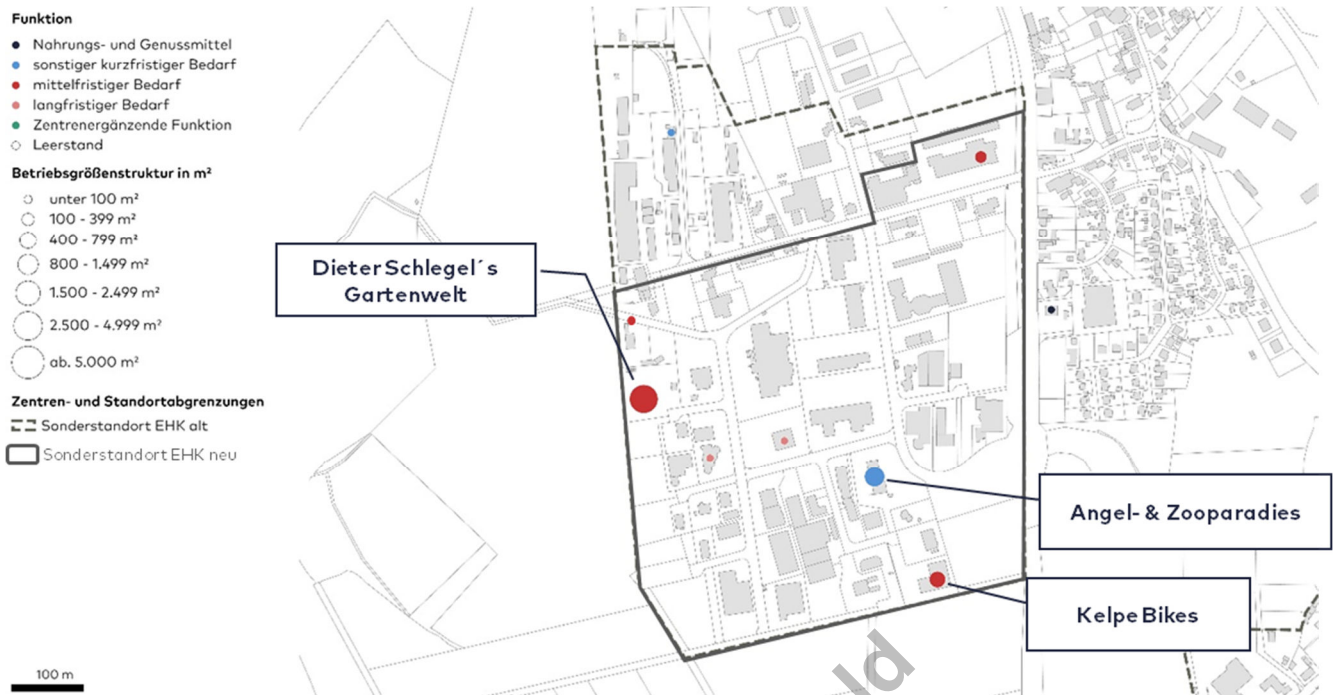 Funktion
Nahrungs- und Genussmittel
sonstiger kurzfristiger Bedarf
mittelfristiger Bedarf
langfristiger Bedarf
Zentrenergänzende Funktion
Leerstand
Betriebsgrößenstruktur in m²
unter 100 m²
100 - 399 m²
400 - 799 m²
800 - 1.499 m²
1.500 - 2.499 m²
2.500 - 4.999 m²
ab. 5.000 m²
Zentren- und Standortabgrenzungen
Sonderstandort EHK alt
Sonderstandort EHK neu
100 m
Dieter Schlegel´s
Gartenwelt
Angel- & Zooparadies
Kelpe Bikes
ld